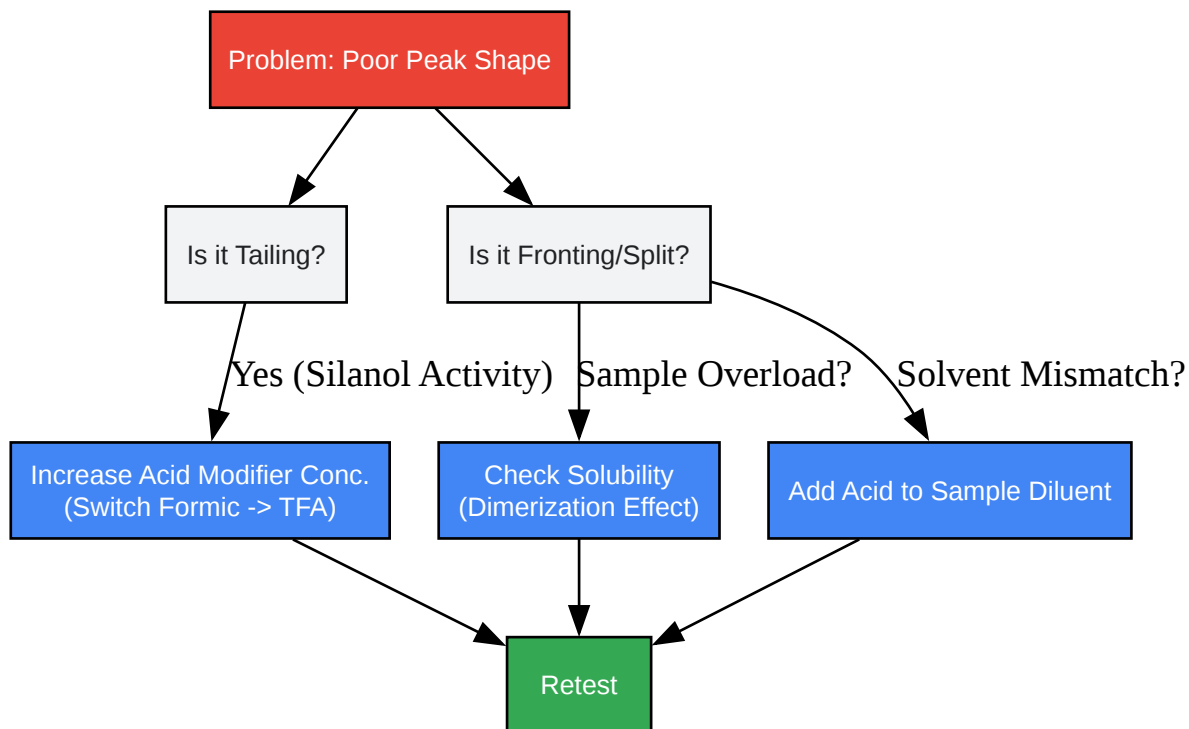 Problem: Poor Peak Shape
Is it Tailing?
Is it Fronting/Split?
Yes (Silanol Activity)
Sample Overload?
Solvent Mismatch?
Increase Acid Modifier Conc.
(Switch Formic -> TFA)
Check Solubility
(Dimerization Effect)
Add Acid to Sample Diluent
Retest